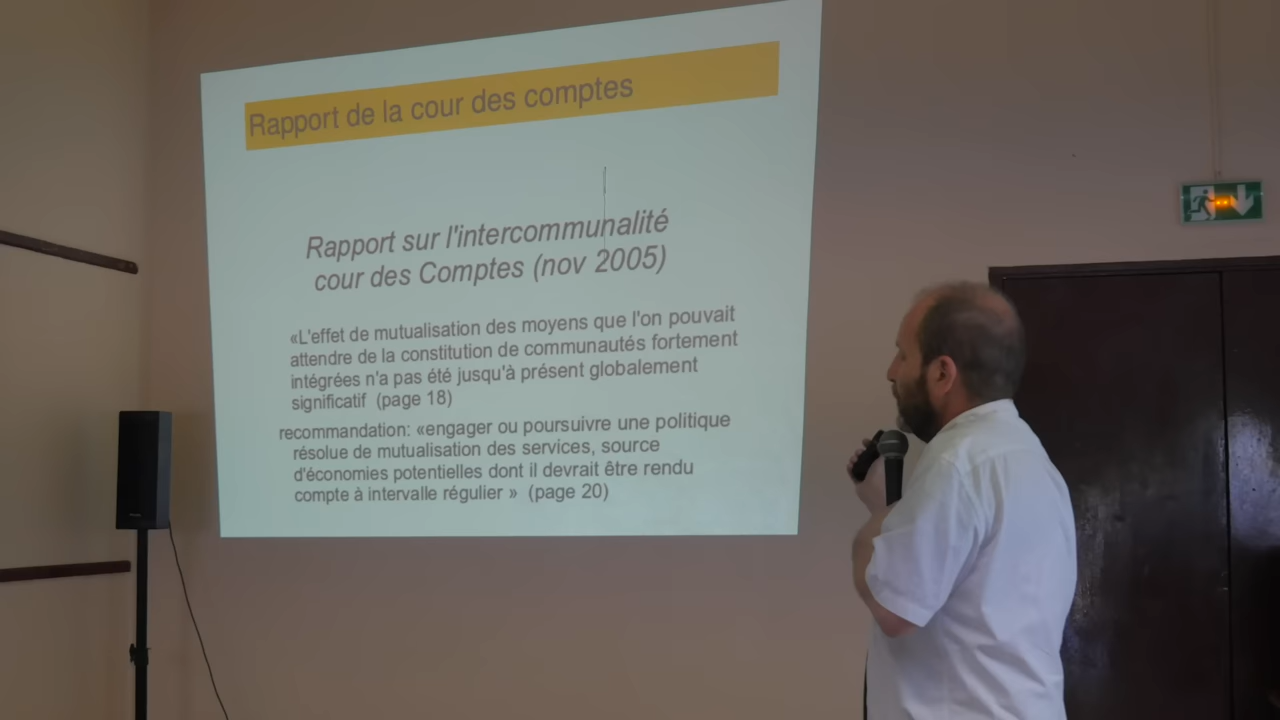 Rapport de la cour des comptes
Rapport sur l'intercommunalité
cour des Comptes (nov 2005)
«L'effet de mutualisation des moyens que l'on pouvait
attendre de la constitution de communautés fortement
intégrées n'a pas été jusqu'à présent globalement
significatif (page 18)
recommandation: «engager ou poursuivre une politique
résolue de mutualisation des services, source
d'économies potentielles dont il devrait être rendu
compte à intervalle régulier » (page 20)